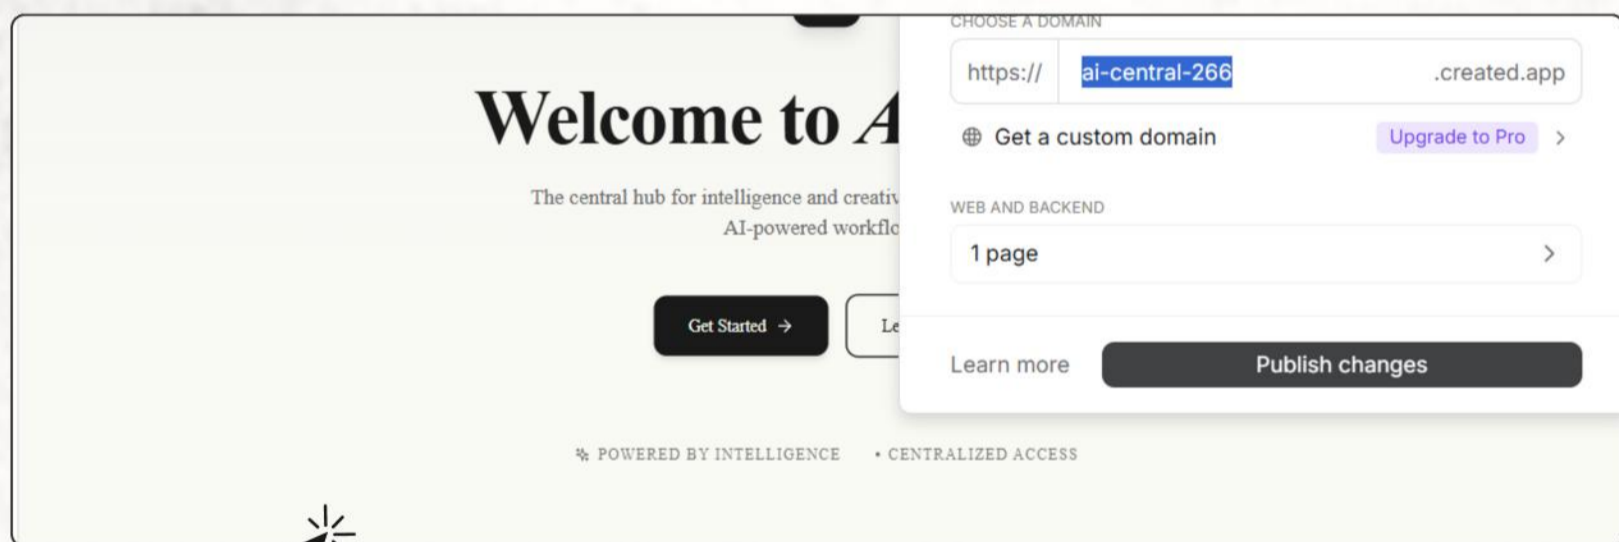 Welcome to A
The central hub for intelligence and creativ
AI-powered workflo
Get Started →
Le
POWERED BY INTELLIGENCE • CENTRALIZED ACCESS
CHOOSE A DOMAIN
https:// ai-central-266 .created.app
Get a custom domain Upgrade to Pro
WEB AND BACKEND
1 page
Learn more Publish changes